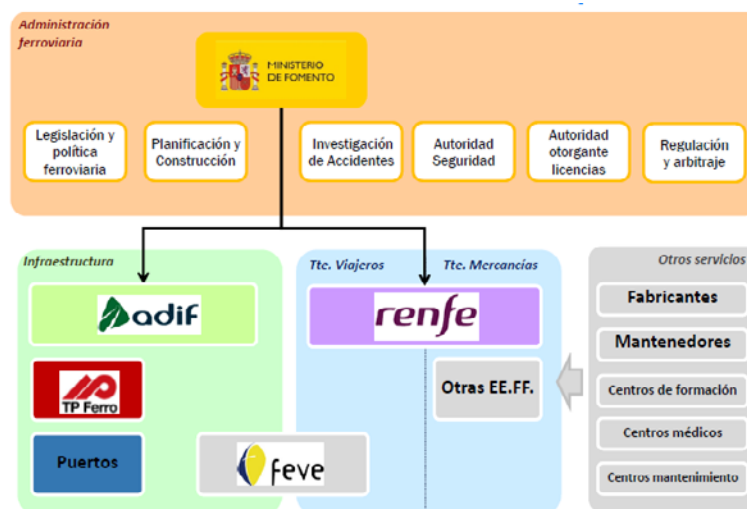 Administración
ferroviaria
MINISTERIO
DE FOMENTO
Legislación y
política
ferroviaria
Planificación y
Construcción
Investigación
de Accidentes
Autoridad
Seguridad
Autoridad
otorgante
licencias
Regulación
y arbitraje
Infraestructura
Tte. Viajeros
Tte. Mercancías
Otros servicios
adif
renfe
Fabricantes
Mantenedores
TP Ferro
Otras EE.FF.
Centros de formación
Puertos
feve
Centros médicos
Centros mantenimiento